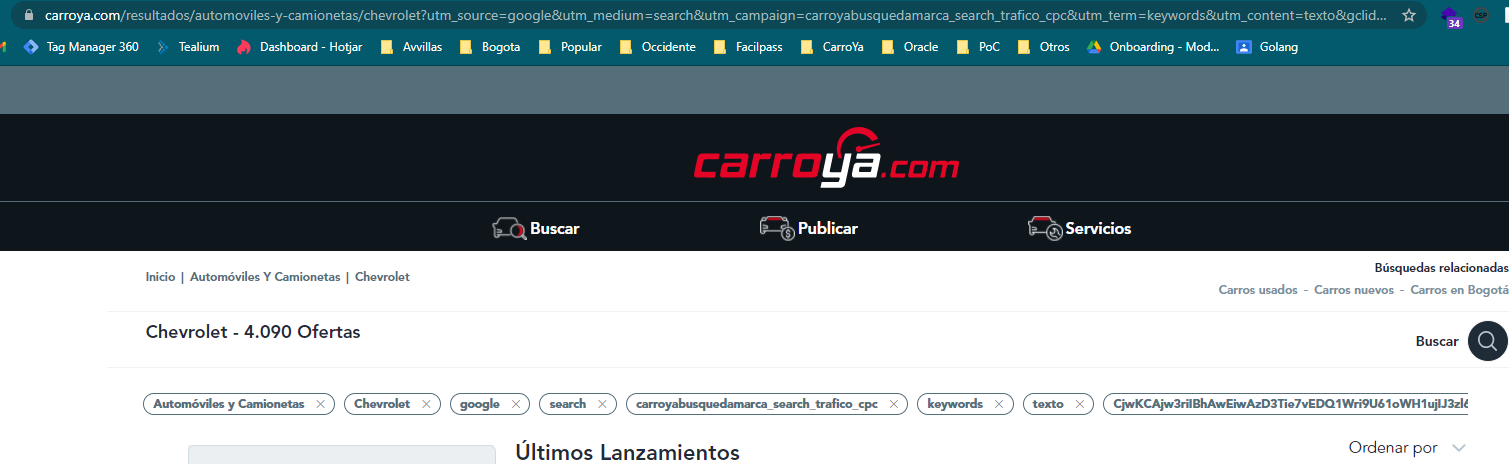 carroya.com/resultados/automoviles-y-camionetas/chevrolet?utm_source=google&utm_medium=search&utm_campaign=carroyabusquedamarca_search_trafico_cpc&utm_term=keywords&utm_content=texto&gclid...
34 CSP
Tag Manager 360 Tealium Dashboard - Hotjar Avvillas Bogota Popular Occidente Facilpass CarroYa Oracle PoC Otros Onboarding - Mod... Golang
carroya.com
Buscar Publicar Servicios
Inicio | Automóviles Y Camionetas | Chevrolet
Búsquedas relacionadas
Carros usados - Carros nuevos - Carros en Bogotá
Chevrolet - 4.090 Ofertas
Buscar
Automóviles y Camionetas Chevrolet google search carroyabusquedamarca_search_trafico_cpc keywords texto
Últimos Lanzamientos
Ordenar por